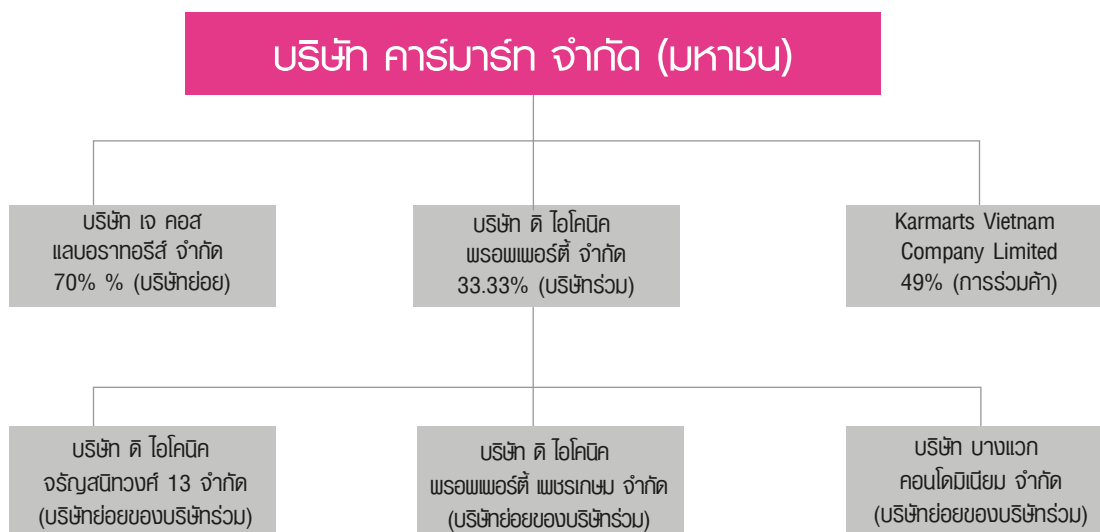 บริษัท คาร์มาร์ท จำกัด (มหาชน)
บริษัท เจ คอส
แลบอราทอรีส์ จำกัด
70% % (บริษัทย่อย)
บริษัท ดิ ไอโคนิค
พรอพเพอร์ตี้ จำกัด
33.33% (บริษัทร่วม)
Karmarts Vietnam
Company Limited
49% (การร่วมค้า)
บริษัท ดิ ไอโคนิค
จรัญสนิทวงศ์ 13 จำกัด
(บริษัทย่อยของบริษัทร่วม)
บริษัท ดิ ไอโคนิค
พรอพเพอร์ตี้ เพชรเกษม จำกัด
(บริษัทย่อยของบริษัทร่วม)
บริษัท บางแวก
คอนโดมิเนียม จำกัด
(บริษัทย่อยของบริษัทร่วม)